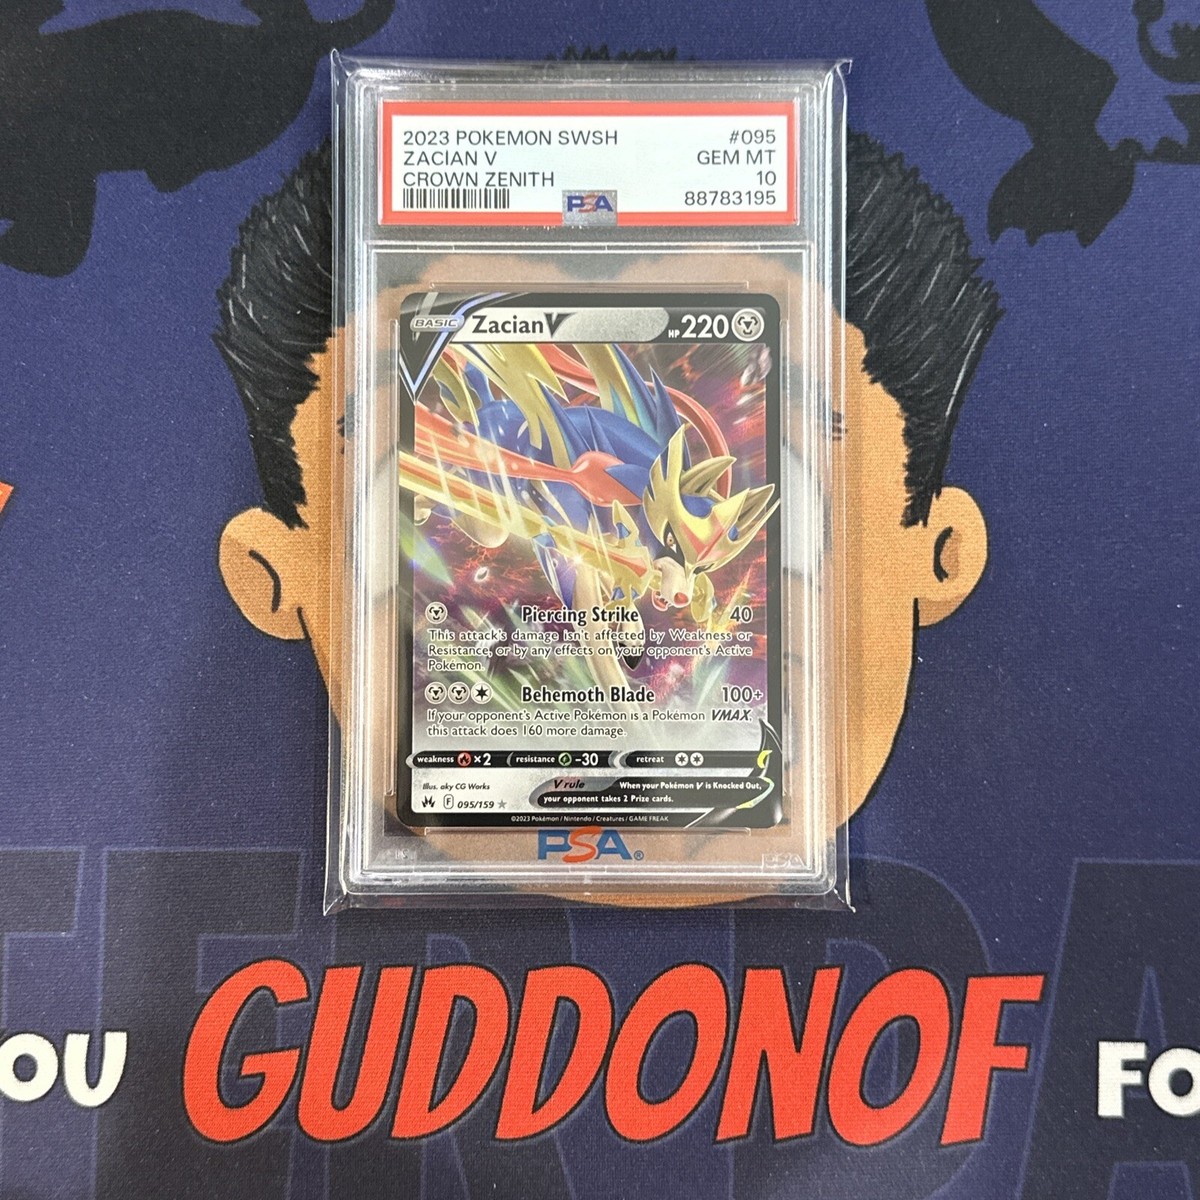 2023 POKEMON SWSH #095
ZACIAN V GEM MT
CROWN ZENITH 10
PSA 88783195
BASIC Zacian V HP 220
Piercing Strike 40
This attack's damage isn't affected by Weakness or
Resistance, or by any effects on your opponent's Active
Pokémon.
Behemoth Blade 100+
If your opponent's Active Pokémon is a Pokémon VMAX,
this attack does 160 more damage.
weakness ×2 resistance -30 retreat
Illus. aky CG Works
V rule When your Pokémon V is Knocked Out,
your opponent takes 2 Prize cards.
F 095/159
©2023 Pokémon / Nintendo / Creatures / GAME FREAK
PSA®
PSA
OU GUDDONOF FO